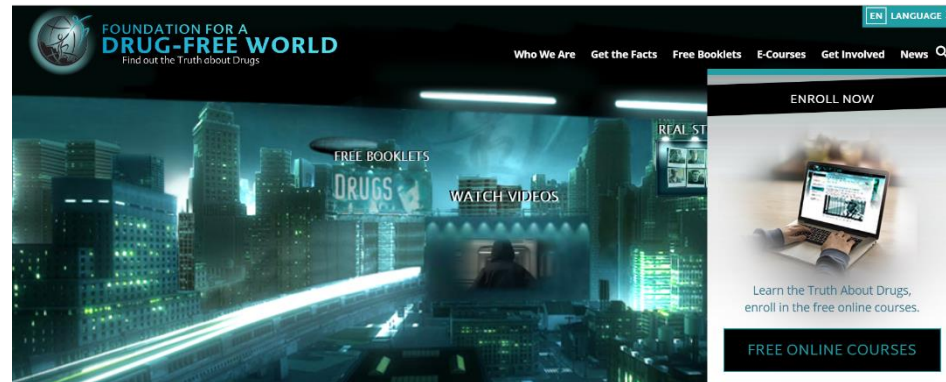 EN LANGUAGE
FOUNDATION FOR A
DRUG-FREE WORLD
Find out the Truth about Drugs
Who We Are Get the Facts Free Booklets E-Courses Get Involved News
ENROLL NOW
REAL ST
FREE BOOKLETS
DRUGS
WATCH VIDEOS
Learn the Truth About Drugs,
enroll in the free online courses.
FREE ONLINE COURSES